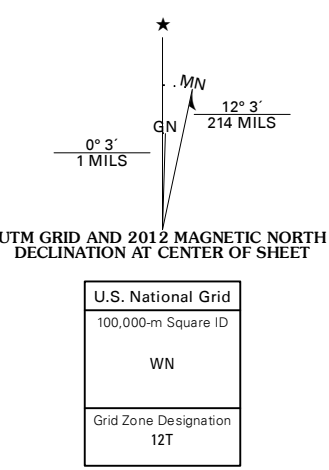 ★
MN
12° 3´
214 MILS
GN
0° 3´
1 MILS
UTM GRID AND 2012 MAGNETIC NORTH
DECLINATION AT CENTER OF SHEET
U.S. National Grid
100,000-m Square ID
WN
Grid Zone Designation
12T